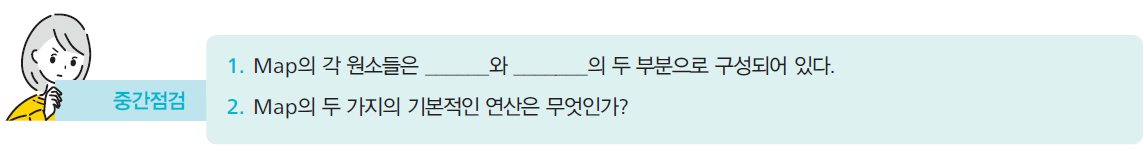 중간점검
1. Map의 각 원소들은 _______와 ________의 두 부분으로 구성되어 있다.
2. Map의 두 가지의 기본적인 연산은 무엇인가?